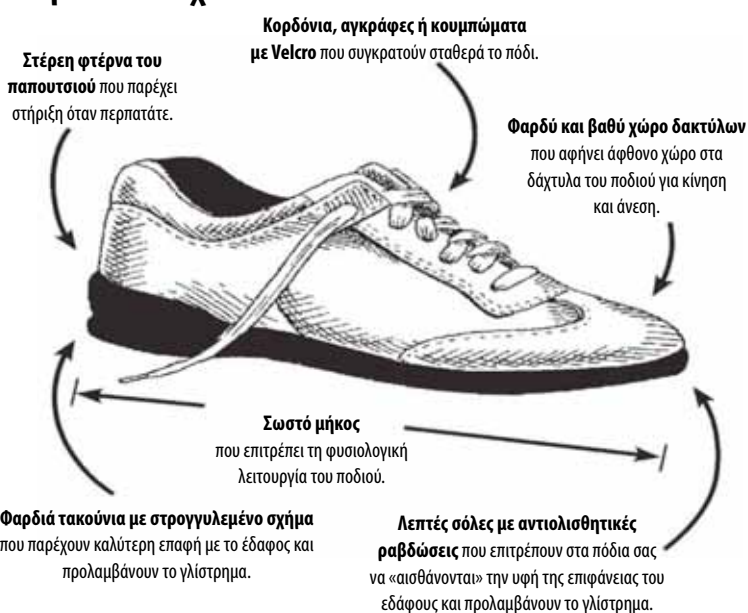 Κορδόνια, αγκράφες ή κουμπώματα
με Velcro που συγκρατούν σταθερά το πόδι.
Στέρεη φτέρνα του
παπουτσιού που παρέχει
στήριξη όταν περπατάτε.
Φαρδύ και βαθύ χώρο δακτύλων
που αφήνει άφθονο χώρο στα
δάχτυλα του ποδιού για κίνηση
και άνεση.
Σωστό μήκος
που επιτρέπει τη φυσιολογική
λειτουργία του ποδιού.
Φαρδιά τακούνια με στρογγυλεμένο σχήμα
που παρέχουν καλύτερη επαφή με το έδαφος και
προλαμβάνουν το γλίστρημα.
Λεπτές σόλες με αντιολισθητικές
ραβδώσεις που επιτρέπουν στα πόδια σας
να «αισθάνονται» την υφή της επιφάνειας του
εδάφους και προλαμβάνουν το γλίστρημα.